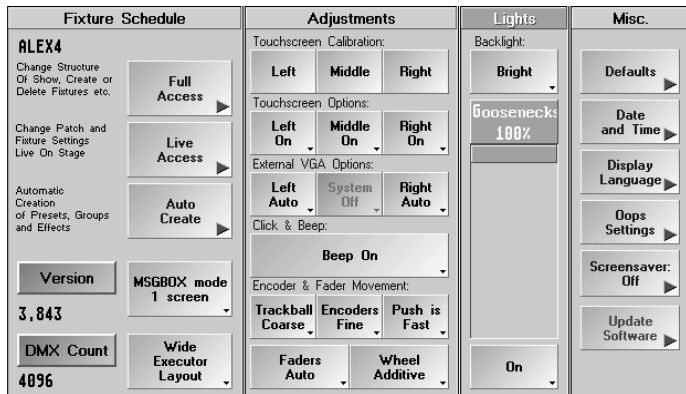 Fixture Schedule
ALEX4
Change Structure
Of Show, Create or
Delete Fixtures etc.
Full
Access
Change Patch and
Fixture Settings
Live On Stage
Live
Access
Automatic
Creation
of Presets, Groups
and Effects
Auto
Create
Version
3,843
MSGBOX mode
1 screen
DMX Count
4096
Wide
Executor
Layout
Adjustments
Touchscreen Calibration:
Left
Middle
Right
Touchscreen Options:
Left
On
Middle
On
Right
On
External VGA Options:
Left
Auto
System
Off
Right
Auto
Click & Beep:
Beep On
Encoder & Fader Movement:
Trackball
Coarse
Encoders
Fine
Push is
Fast
Faders
Auto
Wheel
Additive
Lights
Backlight:
Bright
Goosenecks
100%
On
Misc.
Defaults
Date
and Time
Display
Language
Oops
Settings
Screensaver:
Off
Update
Software